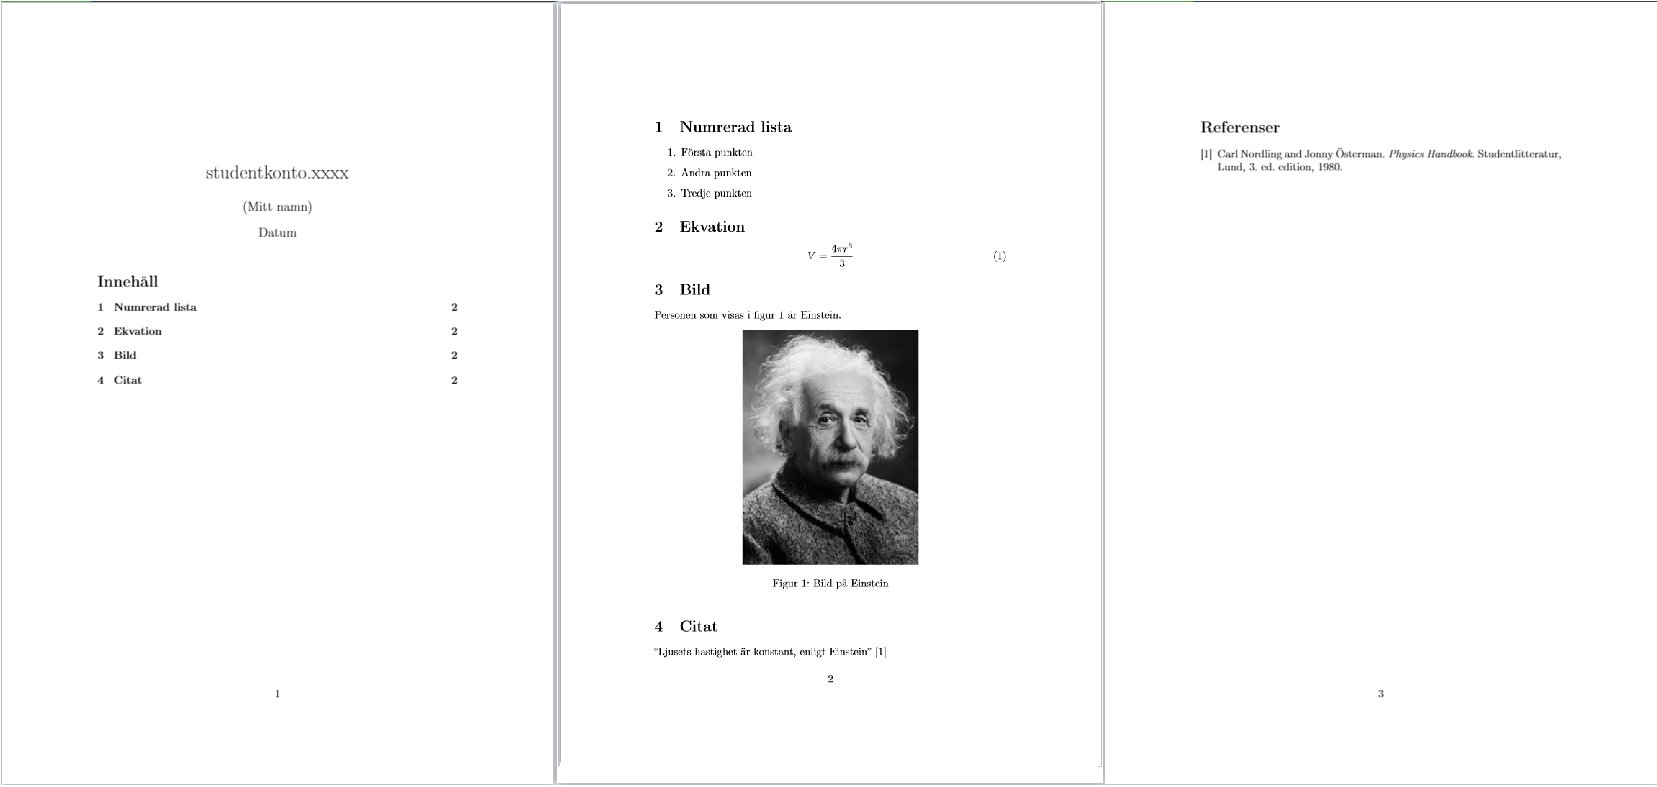 studentkonto.xxxx
(Mitt namn)
Datum
Innehåll
1 Numrerad lista 2
2 Ekvation 2
3 Bild 2
4 Citat 2
1
1 Numrerad lista
1. Första punkten
2. Andra punkten
3. Tredje punkten
2 Ekvation
V = 4πr³/3 (1)
3 Bild
Personen som visas i figur 1 är Einstein.
Figur 1: Bild på Einstein
4 Citat
“Ljusets hastighet är konstant, enligt Einstein” [1]
2
Referenser
[1] Carl Nordling and Jonny Österman. Physics Handbook. Studentlitteratur,
Lund, 3. ed. edition, 1980.
3